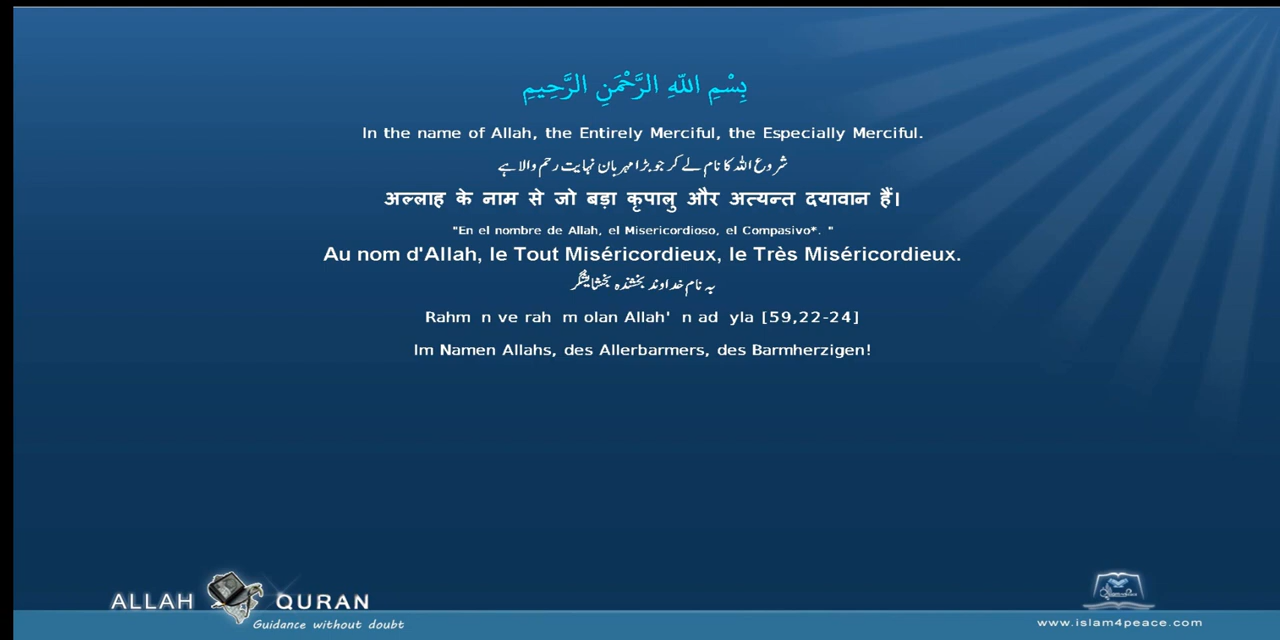 بِسْمِ اللّهِ الرَّحْمَنِ الرَّحِيمِ
In the name of Allah, the Entirely Merciful, the Especially Merciful.
شروع اللہ کا نام لے کر جو بڑا مہربان نہایت رحم والا ہے
अल्लाह के नाम से जो बड़ा कृपालु और अत्यन्त दयावान हैं।
"En el nombre de Allah, el Misericordioso, el Compasivo*. "
Au nom d'Allah, le Tout Miséricordieux, le Très Miséricordieux.
به نام خداوند بخشنده بخشایشگر
Rahm n ve rah m olan Allah' n ad yla [59,22-24]
Im Namen Allahs, des Allerbarmers, des Barmherzigen!
ALLAH QURAN
Guidance without doubt
www.islam4peace.com